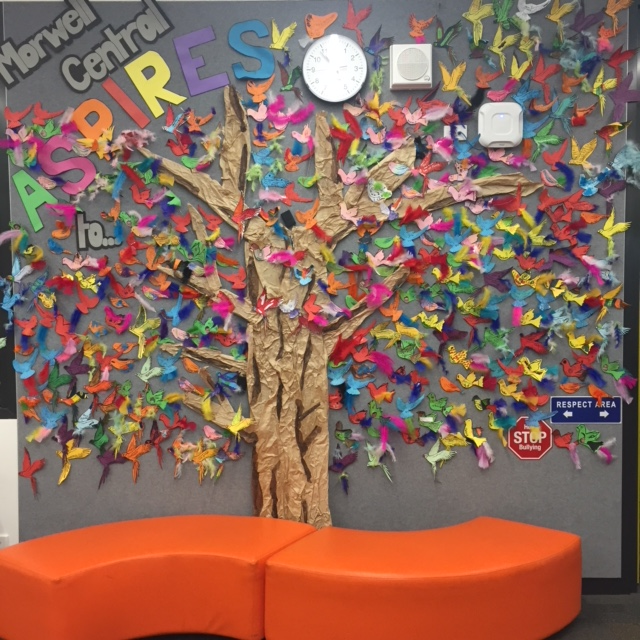 Morwell
Central
ASPIRES
to...
RESPECT AREA
STOP
Bullying